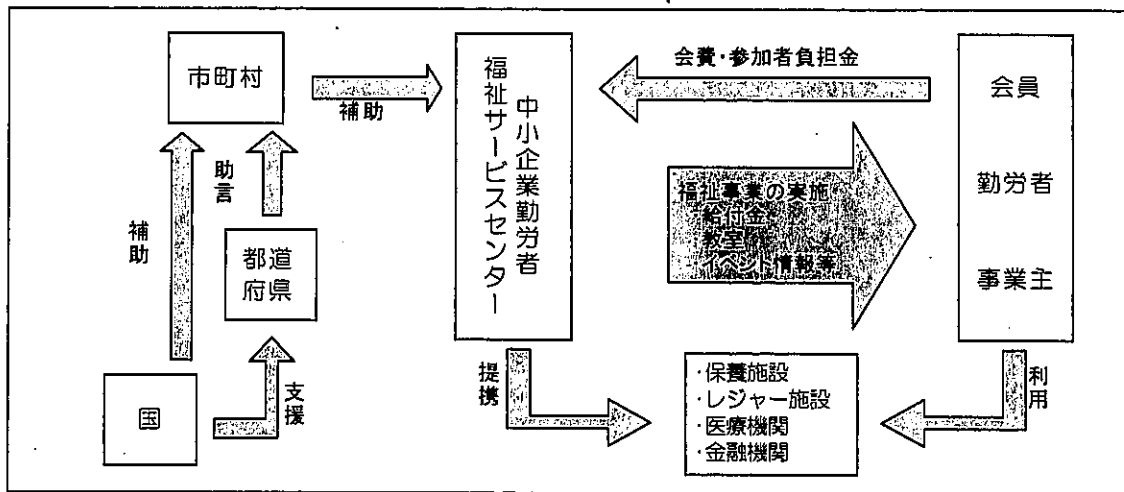 市町村
補助
中小企業勤労者
福祉サービスセンター
会費・参加者負担金
会員
勤労者
事業主
福祉事業の実施
給付金
教室
イベント情報等
助言
補助
都道
府県
国
支援
提携
・保養施設
・レジャー施設
・医療機関
・金融機関
利用